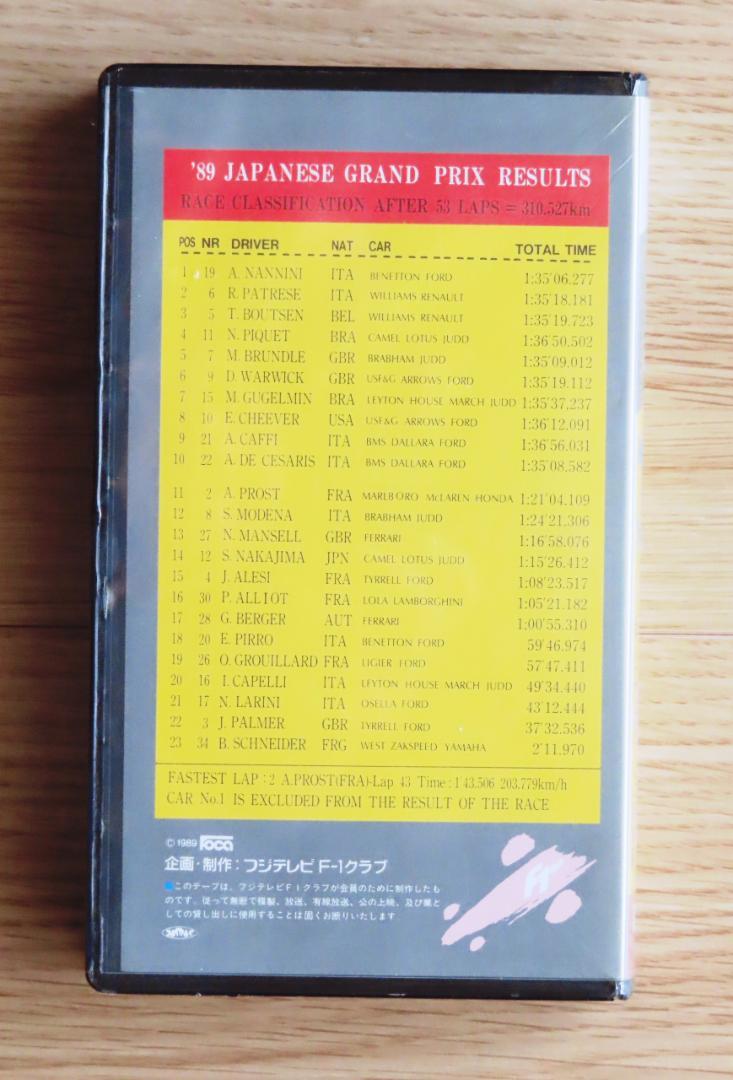 '89 JAPANESE GRAND PRIX RESULTS
RACE CLASSIFICATION AFTER 53 LAPS = 310.527km
POS NR DRIVER NAT CAR TOTAL TIME
1 19 A. NANNINI ITA BENETTON FORD 1:35'06.277
2 6 R. PATRESE ITA WILLIAMS RENAULT 1:35'18.181
3 5 T. BOUTSEN BEL WILLIAMS RENAULT 1:35'19.723
4 11 N. PIQUET BRA CAMEL LOTUS JUDD 1:36'50.502
5 7 M. BRUNDLE GBR BRABHAM JUDD 1:35'09.012
6 9 D. WARWICK GBR USF&G ARROWS FORD 1:35'19.112
7 15 M. GUGELMIN BRA LEYTON HOUSE MARCH JUDD 1:35'37.237
8 10 E. CHEEVER USA USF&G ARROWS FORD 1:36'12.091
9 21 A. CAFFI ITA BMS DALLARA FORD 1:36'56.031
10 22 A. DE CESARIS ITA BMS DALLARA FORD 1:35'08.582
11 2 A. PROST FRA MARLBORO McLAREN HONDA 1:21'04.109
12 8 S. MODENA ITA BRABHAM JUDD 1:24'21.306
13 27 N. MANSELL GBR FERRARI 1:16'58.076
14 12 S. NAKAJIMA JPN CAMEL LOTUS JUDD 1:15'26.412
15 4 J. ALESI FRA TYRRELL FORD 1:08'23.517
16 30 P. ALLIOT FRA LOLA LAMBORGHINI 1:05'21.182
17 28 G. BERGER AUT FERRARI 1:00'55.310
18 20 E. PIRRO ITA BENETTON FORD 59'46.974
19 26 O. GROUILLARD FRA LIGIER FORD 57'47.411
20 16 I. CAPELLI ITA LEYTON HOUSE MARCH JUDD 49'34.440
21 17 N. LARINI ITA OSELLA FORD 43'12.444
22 3 J. PALMER GBR TYRRELL FORD 37'32.536
23 34 B. SCHNEIDER FRG WEST ZAKSPEED YAMAHA 2'11.970
FASTEST LAP : 2 A.PROST(FRA)-Lap 43 Time : 1'43.506 203.779km/h
CAR No.1 IS EXCLUDED FROM THE RESULT OF THE RACE
©1989 Foca
企画・制作：フジテレビ F-1クラブ
■このテープは、フジテレビF1クラブが会員のために制作したも
のです。従って無断で複製、放送、有線放送、公の上映、及び業と
しての貸し出しに使用することは固くお断りいたします。